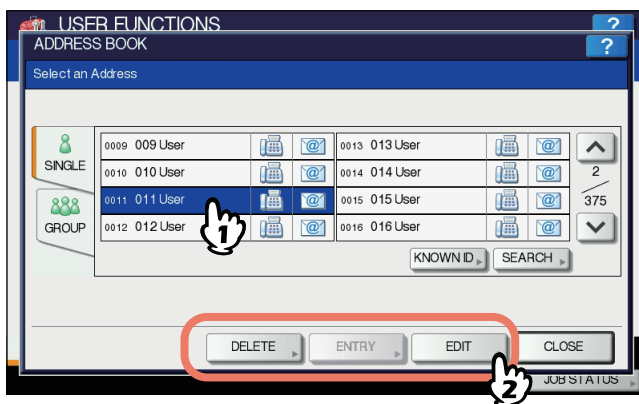 USER FUNCTIONS ?
ADDRESS BOOK ?
Select an Address
SINGLE
GROUP
0009 009 User
0010 010 User
0011 011 User
0012 012 User
0013 013 User
0014 014 User
0015 015 User
0016 016 User
2
375
1
KNOWN ID
SEARCH
DELETE
ENTRY
EDIT
CLOSE
2
JOB STATUS